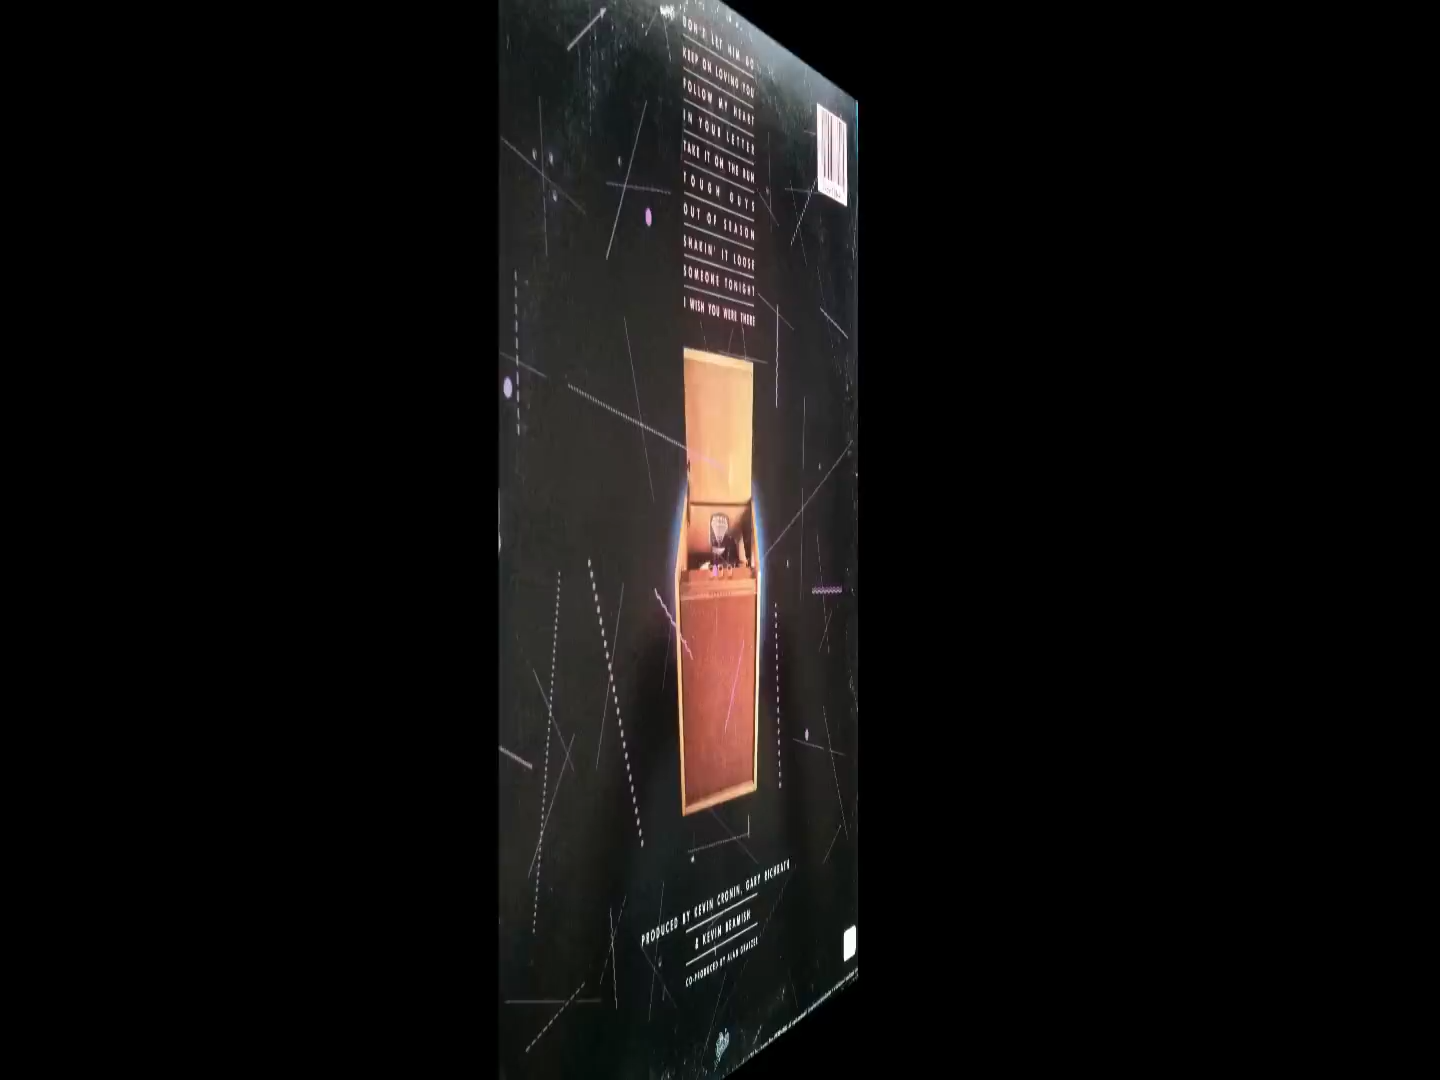 DON'T LET HIM GO
KEEP ON LOVING YOU
FOLLOW MY HEART
IN YOUR LETTER
TAKE IT ON THE RUN
TOUGH GUYS
OUT OF SEASON
SHAKIN' IT LOOSE
SOMEONE TONIGHT
I WISH YOU WERE THERE
PRODUCED BY KEVIN CRONIN, GARY RICHRATH
& KEVIN BEAMISH
CO-PRODUCED BY ALAN GRATZER